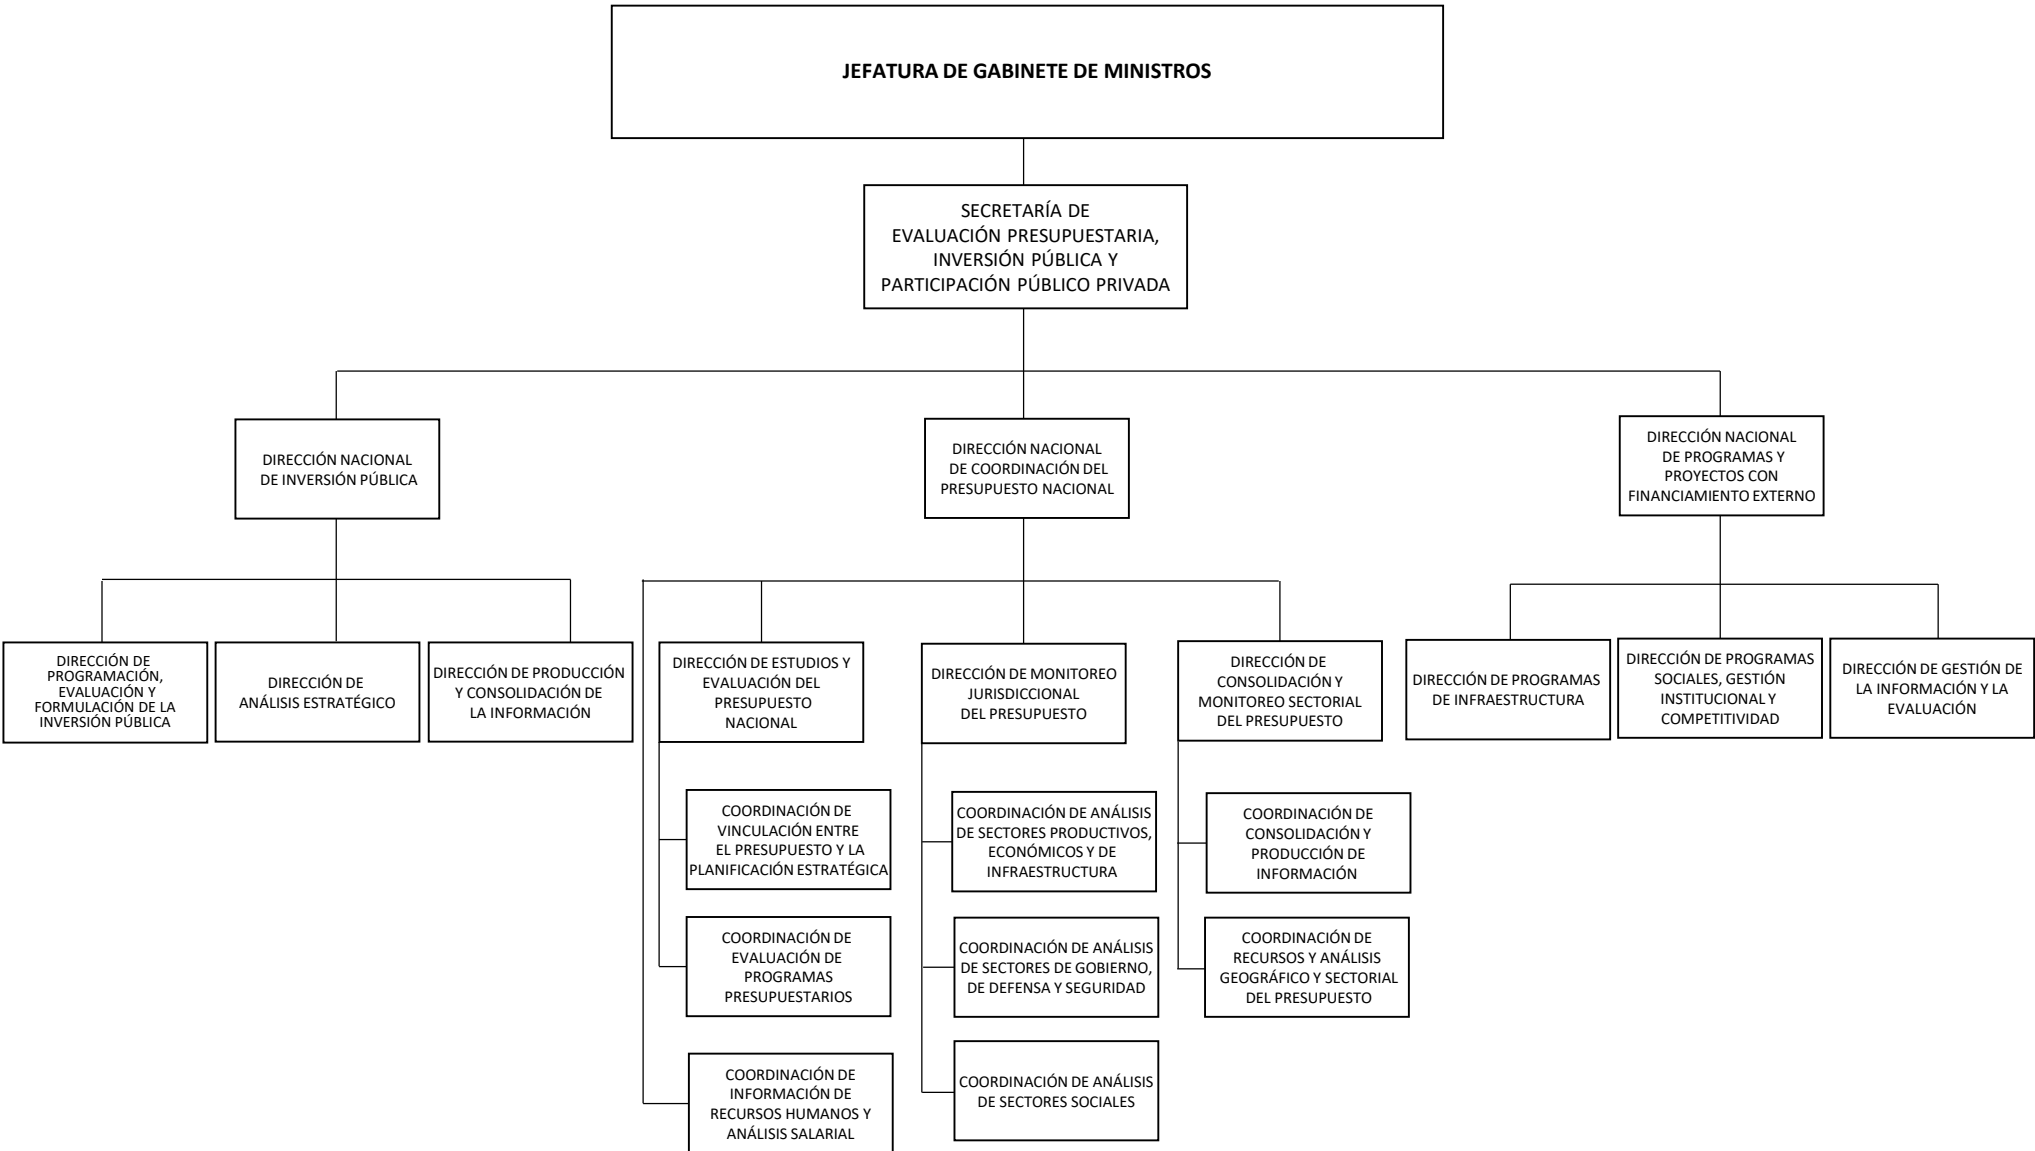 JEFATURA DE GABINETE DE MINISTROS
SECRETARÍA DE
EVALUACIÓN PRESUPUESTARIA,
INVERSIÓN PÚBLICA Y
PARTICIPACIÓN PÚBLICO PRIVADA
DIRECCIÓN NACIONAL
DE INVERSIÓN PÚBLICA
DIRECCIÓN NACIONAL
DE COORDINACIÓN DEL
PRESUPUESTO NACIONAL
DIRECCIÓN NACIONAL
DE PROGRAMAS Y
PROYECTOS CON
FINANCIAMIENTO EXTERNO
DIRECCIÓN DE
PROGRAMACIÓN,
EVALUACIÓN Y
FORMULACIÓN DE LA
INVERSIÓN PÚBLICA
DIRECCIÓN DE
ANÁLISIS ESTRATÉGICO
DIRECCIÓN DE PRODUCCIÓN
Y CONSOLIDACIÓN DE
LA INFORMACIÓN
DIRECCIÓN DE ESTUDIOS Y
EVALUACIÓN DEL
PRESUPUESTO
NACIONAL
DIRECCIÓN DE MONITOREO
JURISDICCIONAL
DEL PRESUPUESTO
DIRECCIÓN DE
CONSOLIDACIÓN Y
MONITOREO SECTORIAL
DEL PRESUPUESTO
DIRECCIÓN DE PROGRAMAS
DE INFRAESTRUCTURA
DIRECCIÓN DE PROGRAMAS
SOCIALES, GESTIÓN
INSTITUCIONAL Y
COMPETITIVIDAD
DIRECCIÓN DE GESTIÓN DE
LA INFORMACIÓN Y LA
EVALUACIÓN
COORDINACIÓN DE
VINCULACIÓN ENTRE
EL PRESUPUESTO Y LA
PLANIFICACIÓN ESTRATÉGICA
COORDINACIÓN DE ANÁLISIS
DE SECTORES PRODUCTIVOS,
ECONÓMICOS Y DE
INFRAESTRUCTURA
COORDINACIÓN DE
CONSOLIDACIÓN Y
PRODUCCIÓN DE
INFORMACIÓN
COORDINACIÓN DE
EVALUACIÓN DE
PROGRAMAS
PRESUPUESTARIOS
COORDINACIÓN DE ANÁLISIS
DE SECTORES DE GOBIERNO,
DE DEFENSA Y SEGURIDAD
COORDINACIÓN DE
RECURSOS Y ANÁLISIS
GEOGRÁFICO Y SECTORIAL
DEL PRESUPUESTO
COORDINACIÓN DE
INFORMACIÓN DE
RECURSOS HUMANOS Y
ANÁLISIS SALARIAL
COORDINACIÓN DE ANÁLISIS
DE SECTORES SOCIALES